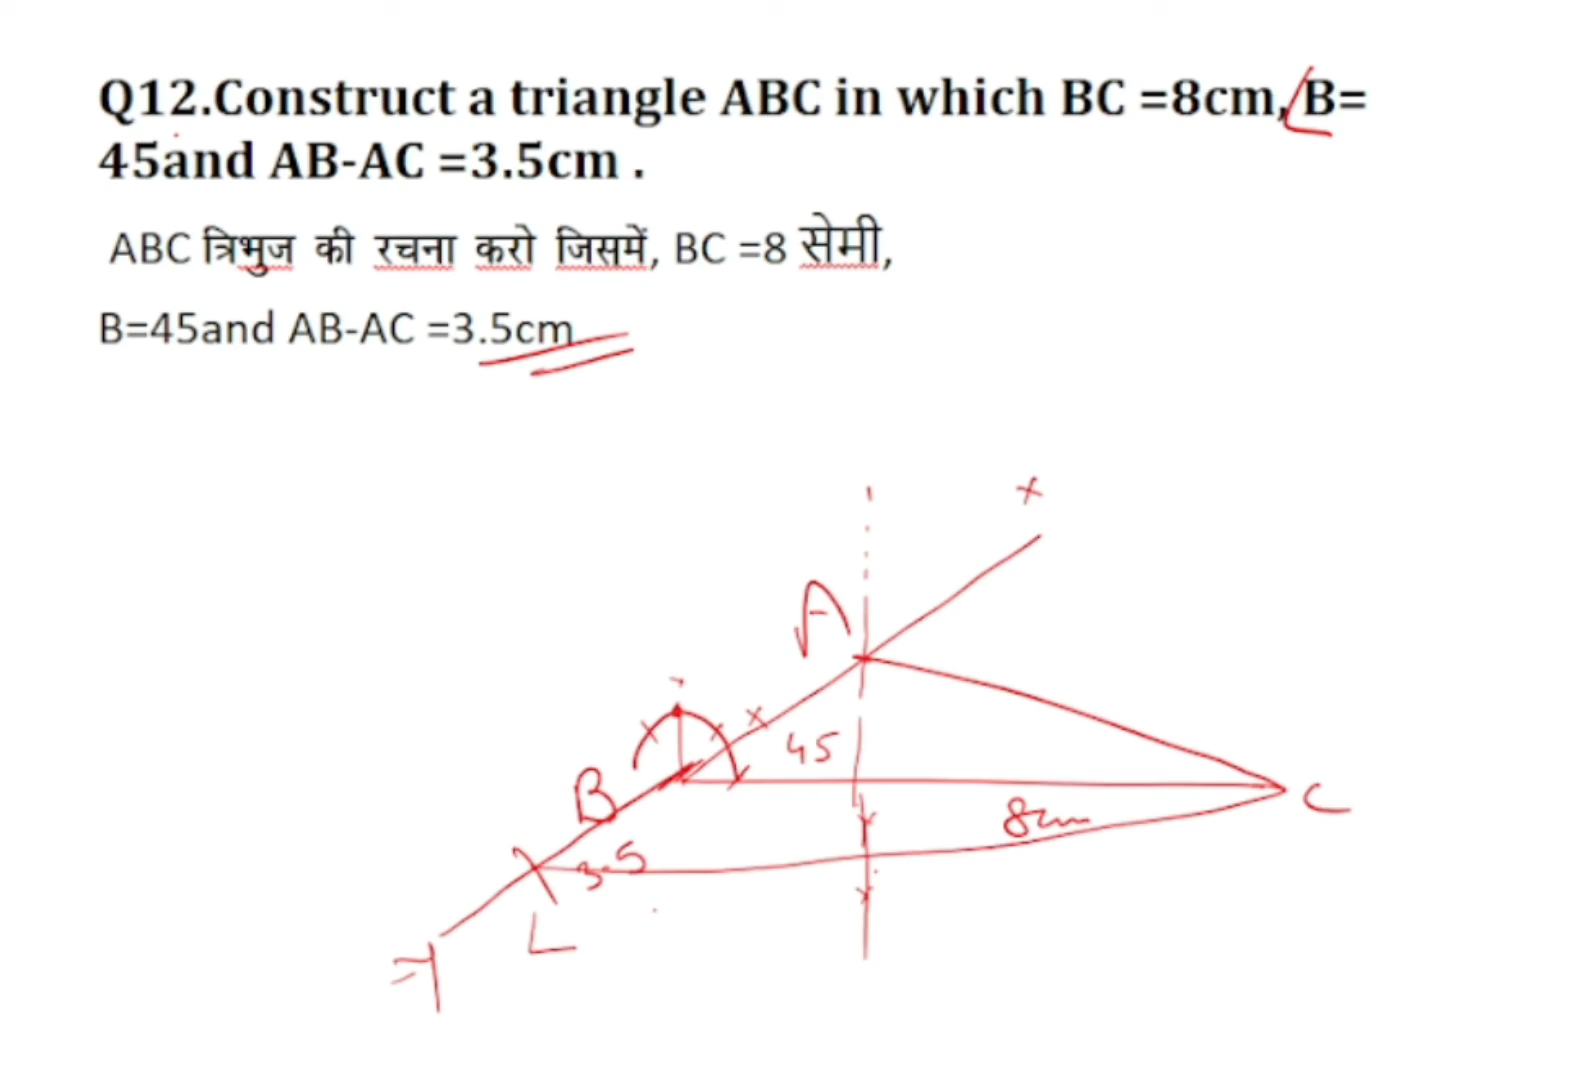 Q12.Construct a triangle ABC in which BC =8cm, B=
45and AB-AC =3.5cm .
ABC त्रिभुज की रचना करो जिसमें, BC =8 सेमी,
B=45and AB-AC =3.5cm
x
A
45
B
C
8cm
3.5
L
Y